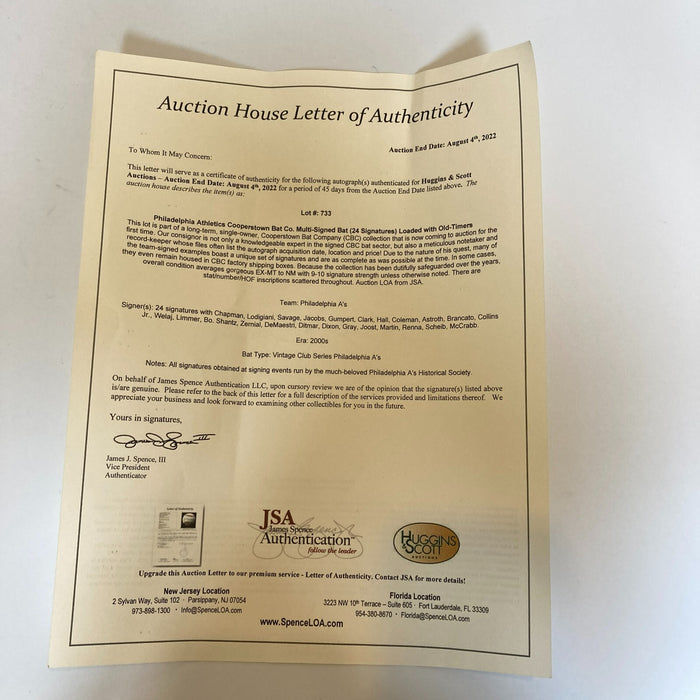 Auction House Letter of Authenticity
Auction End Date: August 4th, 2022
To Whom It May Concern:
This letter will serve as a certificate of authenticity for the following autograph(s) authenticated for Huggins & Scott
Auctions – Auction End Date: August 4th, 2022 for a period of 45 days from the Auction End Date listed above. The
auction house describes the item(s) as:
Lot #: 733
Philadelphia Athletics Cooperstown Bat Co. Multi-Signed Bat (24 Signatures) Loaded with Old-Timers
This lot is part of a long-term, single-owner, Cooperstown Bat Company (CBC) collection that is now coming to auction for the
first time. Our consignor is not only a knowledgeable expert in the signed CBC bat sector, but also a meticulous notetaker and
record-keeper whose files often list the autograph acquisition date, location and price! Due to the nature of his quest, many of
the team-signed examples boast a unique set of signatures and are as complete as was possible at the time. In some cases,
they even remain housed in CBC factory shipping boxes. Because the collection has been dutifully safeguarded over the years,
overall condition averages gorgeous EX-MT to NM with 9-10 signature strength unless otherwise noted. There are
stat/number/HOF inscriptions scattered throughout. Auction LOA from JSA.
Team: Philadelphia A's
Signer(s): 24 signatures with Chapman, Lodigiani, Savage, Jacobs, Gumpert, Clark, Hall, Coleman, Astroth, Brancato, Collins
Jr., Welaj, Limmer, Bo. Shantz, Zernial, DeMaestri, Ditmar, Dixon, Gray, Joost, Martin, Renna, Scheib, McCrabb.
Era: 2000s
Bat Type: Vintage Club Series Philadelphia A's
Notes: All signatures obtained at signing events run by the much-beloved Philadelphia A's Historical Society.
On behalf of James Spence Authentication LLC, upon cursory review we are of the opinion that the signature(s) listed above
is/are genuine. Please refer to the back of this letter for a full description of the services provided and limitations thereof. We
appreciate your business and look forward to examining other collectibles for you in the future.
Yours in signatures,
James J. Spence, III
Vice President
Authenticator
JSA
James Spence
Authentication
follow the leader
HUGGINS
& SCOTT
AUCTIONS
Upgrade this Auction Letter to our premium service - Letter of Authenticity. Contact JSA for more details!
New Jersey Location
2 Sylvan Way, Suite 102 · Parsippany, NJ 07054
973-898-1300 · Info@SpenceLOA.com
Florida Location
3223 NW 10th Terrace – Suite 605 · Fort Lauderdale, FL 33309
954-380-8670 · Florida@SpenceLOA.com
www.SpenceLOA.com